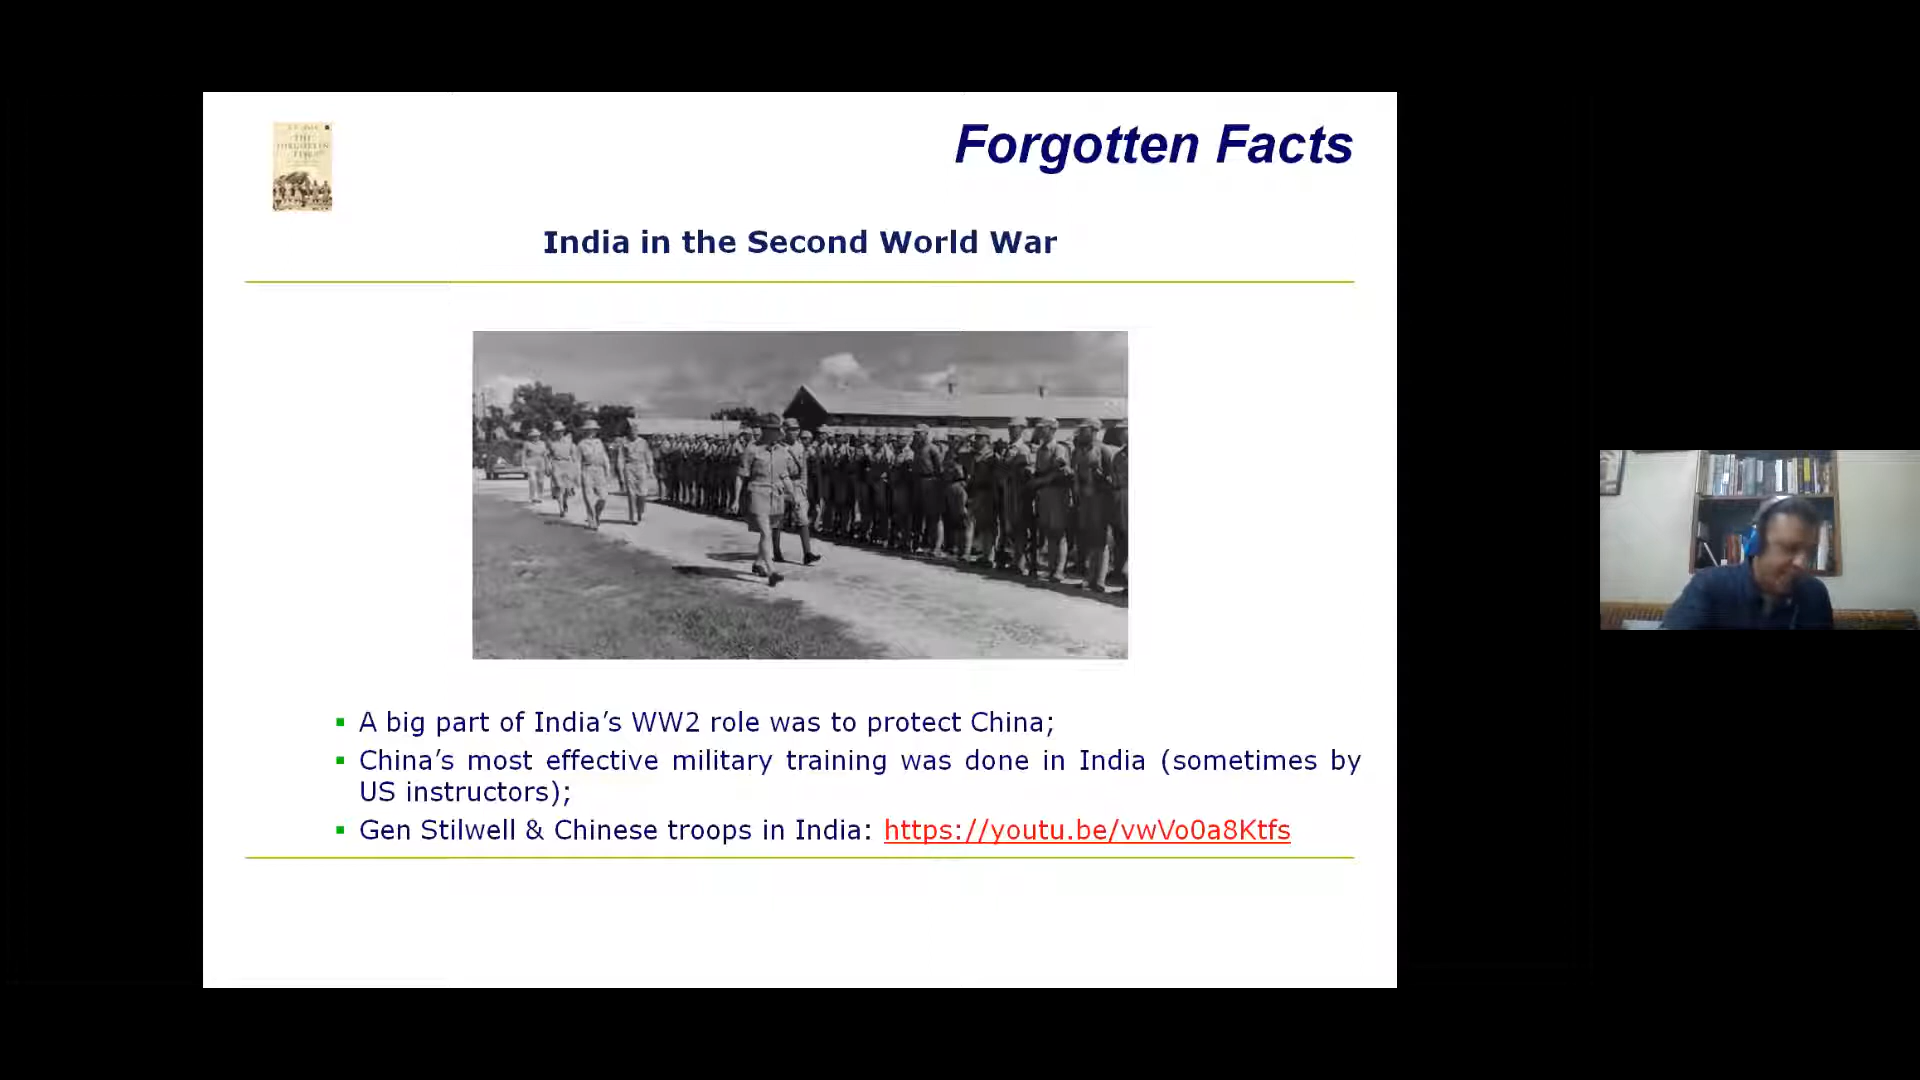 THE
FORGOTTEN
Forgotten Facts
India in the Second World War
▪ A big part of India’s WW2 role was to protect China;
▪ China’s most effective military training was done in India (sometimes by
US instructors);
▪ Gen Stilwell & Chinese troops in India: https://youtu.be/vwVo0a8Ktfs